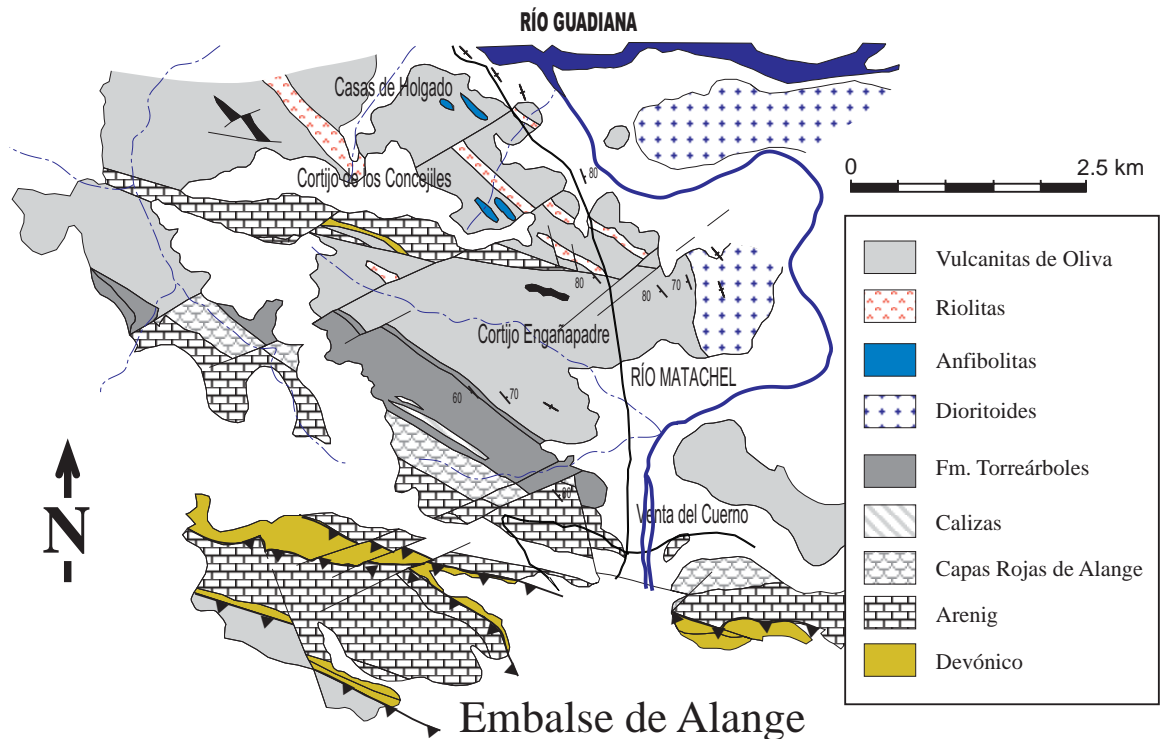 RÍO GUADIANA
Casas de Holgado
Cortijo de los Concejiles
80
0 2.5 km
80
80
70
Cortijo Engañapadre
RÍO MATACHEL
60
70
80
Venta del Cuerno
N
Vulcanitas de Oliva
Riolitas
Anfibolitas
Dioritoides
Fm. Torreárboles
Calizas
Capas Rojas de Alange
Arenig
Devónico
Embalse de Alange